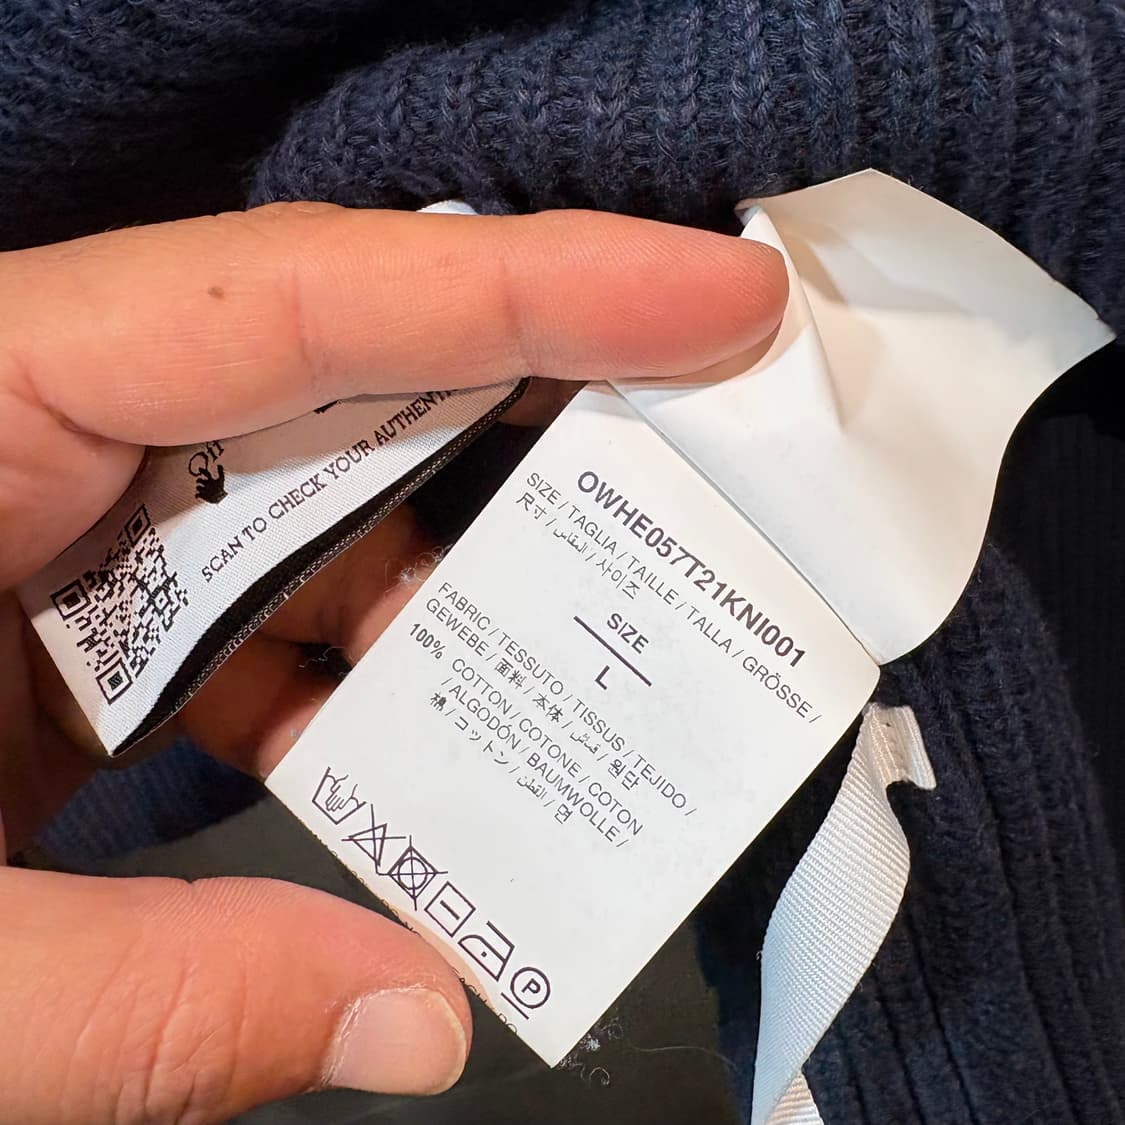 Off
SCAN TO CHECK YOUR
OWHE057T21KNI001
SIZE / TAGLIA / TAILLE / TALLA / GRÖSSE /
尺寸 / المقاس / 사이즈
SIZE
L
FABRIC / TESSUTO / TISSUS / TEJIDO /
GEWEBE / 面料 / 本体 / قماش / 원단
100% COTTON / COTONE / COTON
/ ALGODÓN / BAUMWOLLE /
棉 / コットン / القطن / 면
P